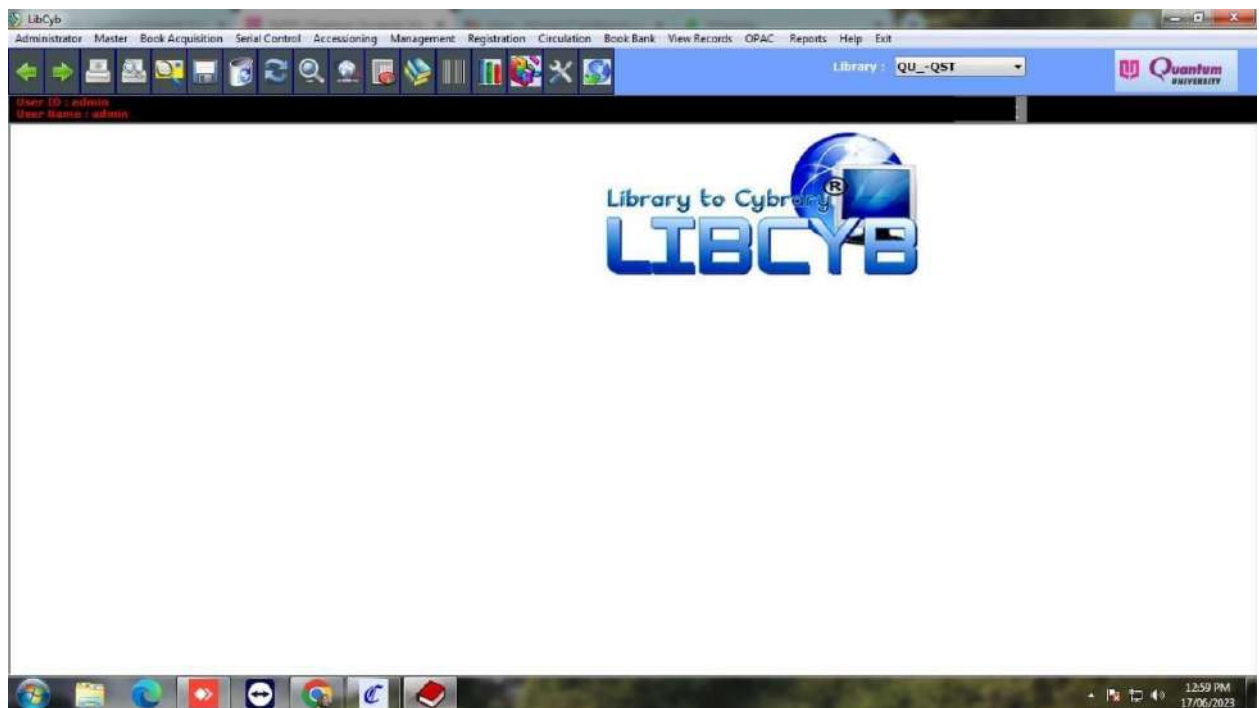 LibCyb
Administrator Master Book Acquisition Serial Control Accessioning Management Registration Circulation Book Bank View Records OPAC Reports Help Exit
Library : QU_-QST
Quantum
UNIVERSITY
User ID : admin
User Name : admin
Library to Cybrary
®
LIBCYB
12:59 PM
17/06/2023